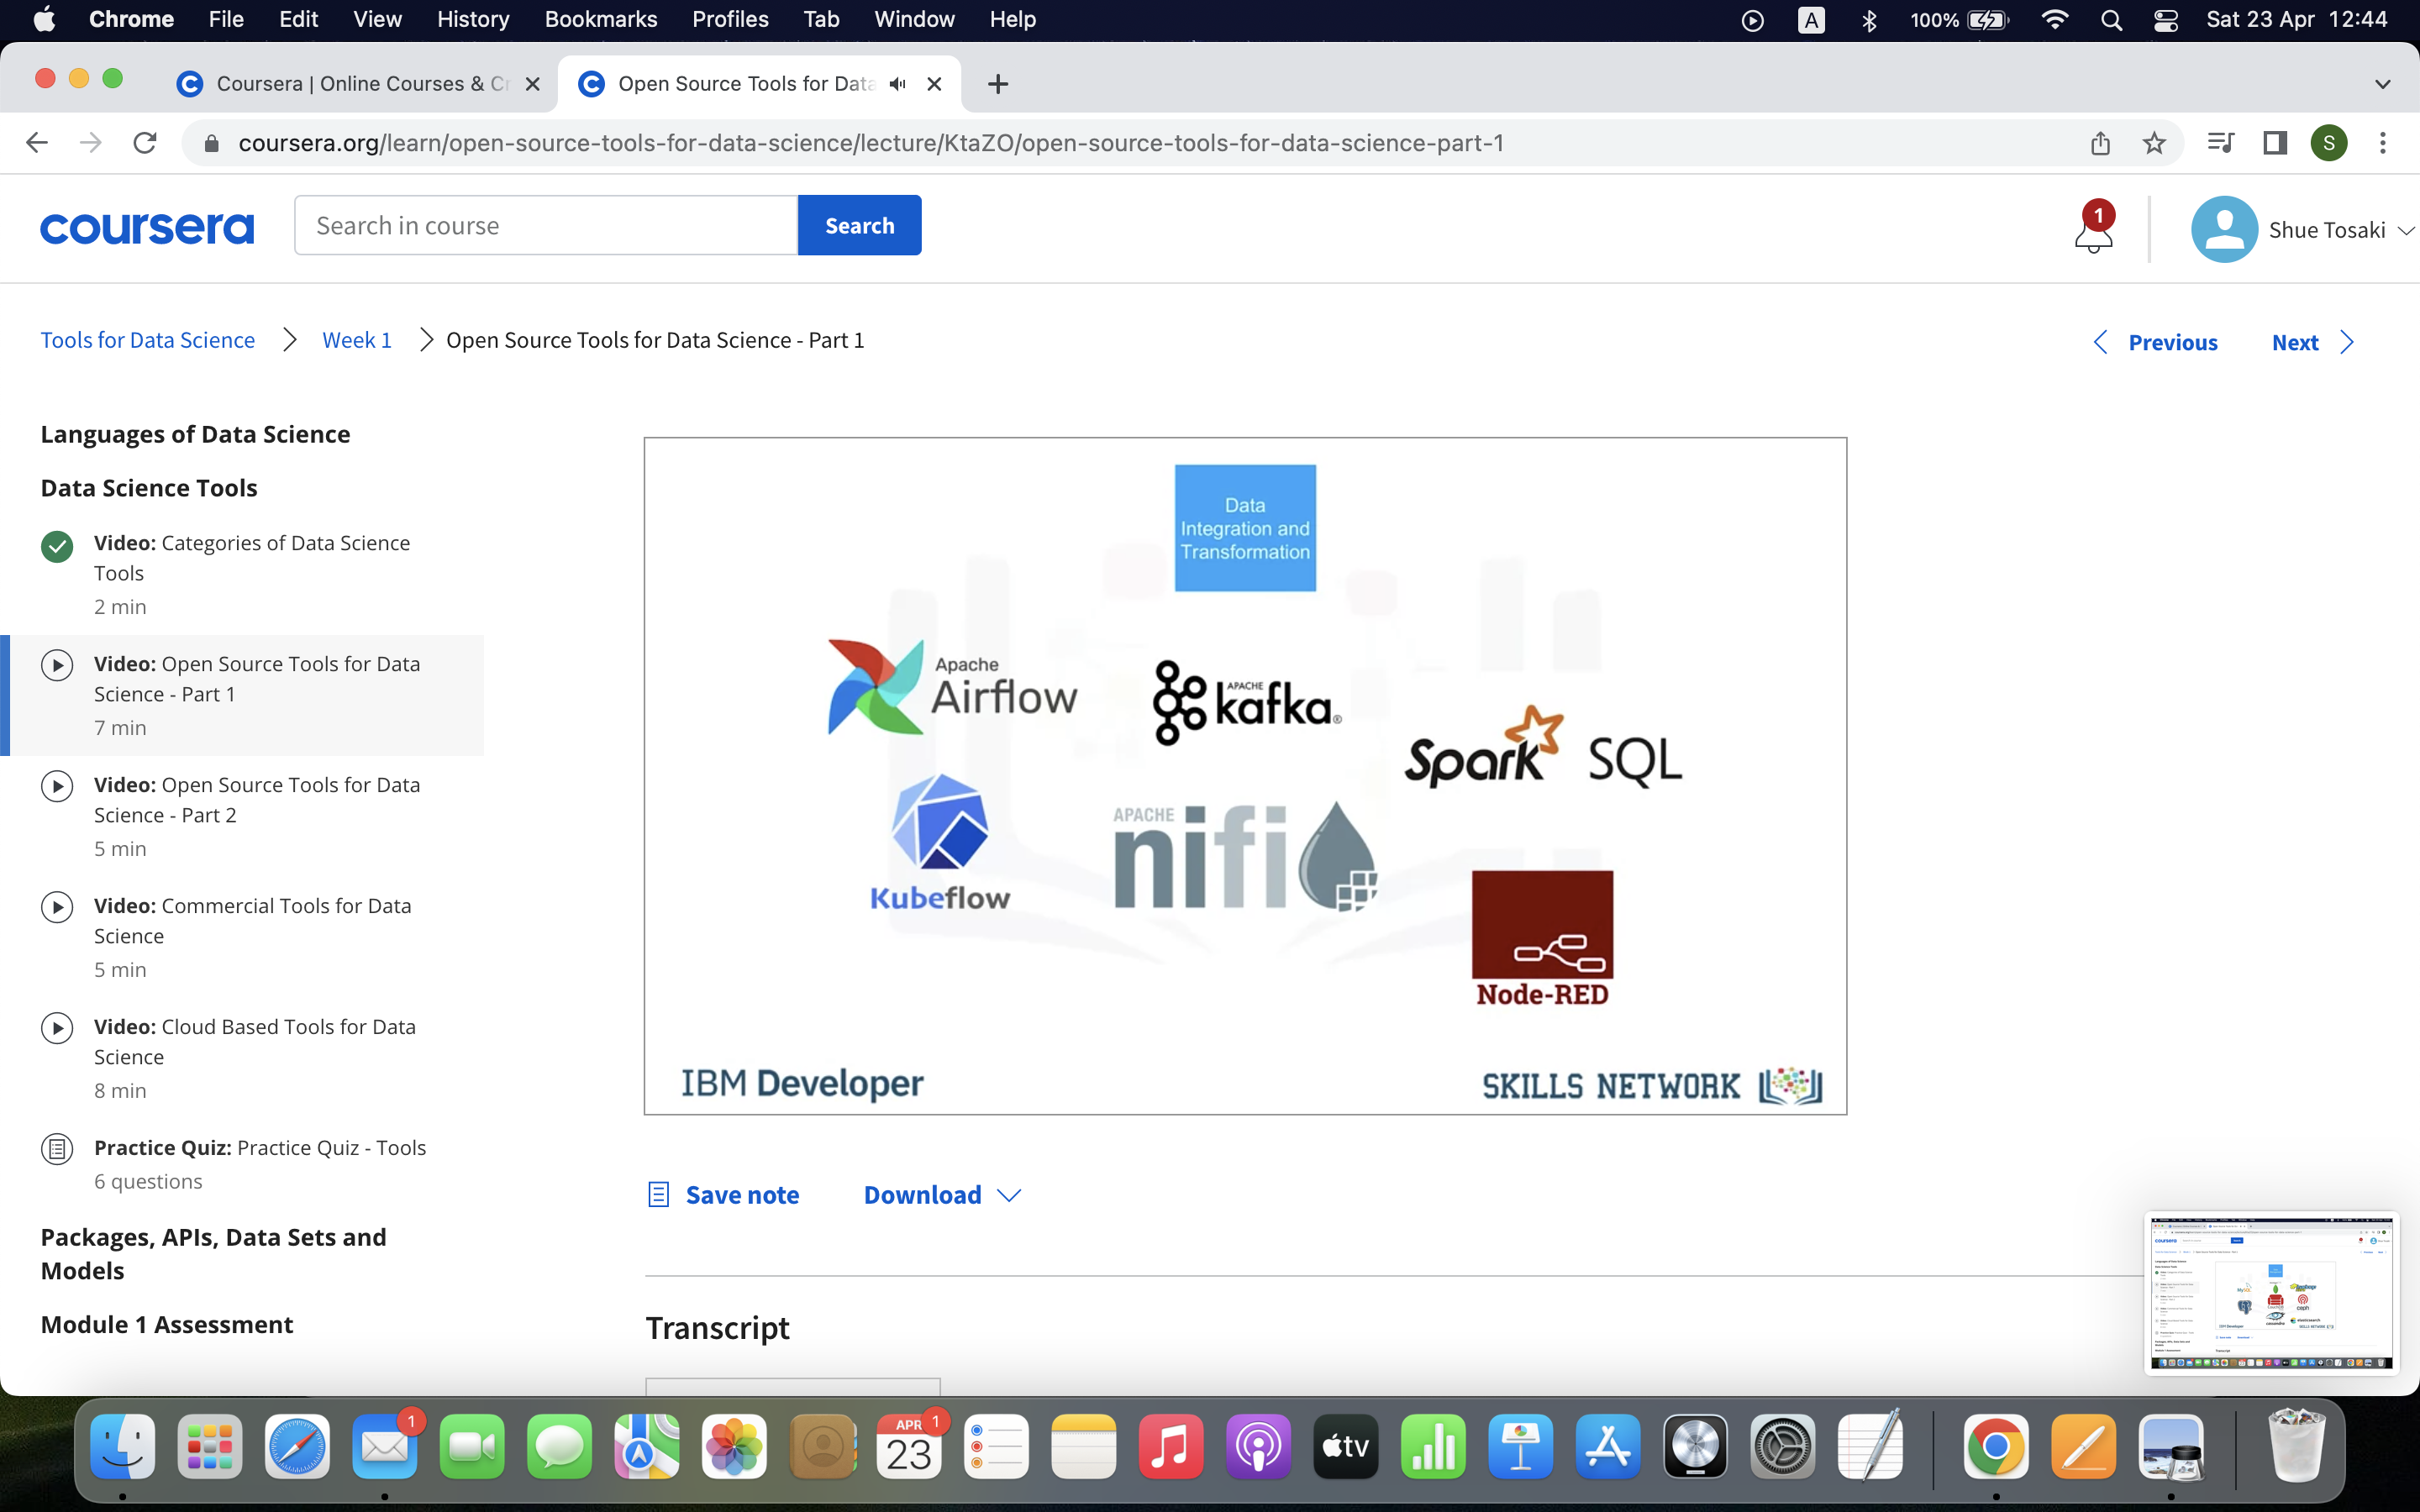 Chrome File Edit View History Bookmarks Profiles Tab Window Help
A 100% Sat 23 Apr 12:44
Coursera | Online Courses & Cr
Open Source Tools for Data
coursera.org/learn/open-source-tools-for-data-science/lecture/KtaZO/open-source-tools-for-data-science-part-1
S
coursera
Search in course
Search
1
Shue Tosaki
Tools for Data Science
Week 1
Open Source Tools for Data Science - Part 1
Previous
Next
Languages of Data Science
Data Science Tools
Video: Categories of Data Science
Tools
2 min
Video: Open Source Tools for Data
Science - Part 1
7 min
Video: Open Source Tools for Data
Science - Part 2
5 min
Video: Commercial Tools for Data
Science
5 min
Video: Cloud Based Tools for Data
Science
8 min
Practice Quiz: Practice Quiz - Tools
6 questions
Packages, APIs, Data Sets and
Models
Module 1 Assessment
Data
Integration and
Transformation
Apache
Airflow
APACHE
kafka®
Spark SQL
Kubeflow
APACHE
nifi
Node-RED
IBM Developer
SKILLS NETWORK
Save note
Download
Transcript
1
APR 1
23
tv